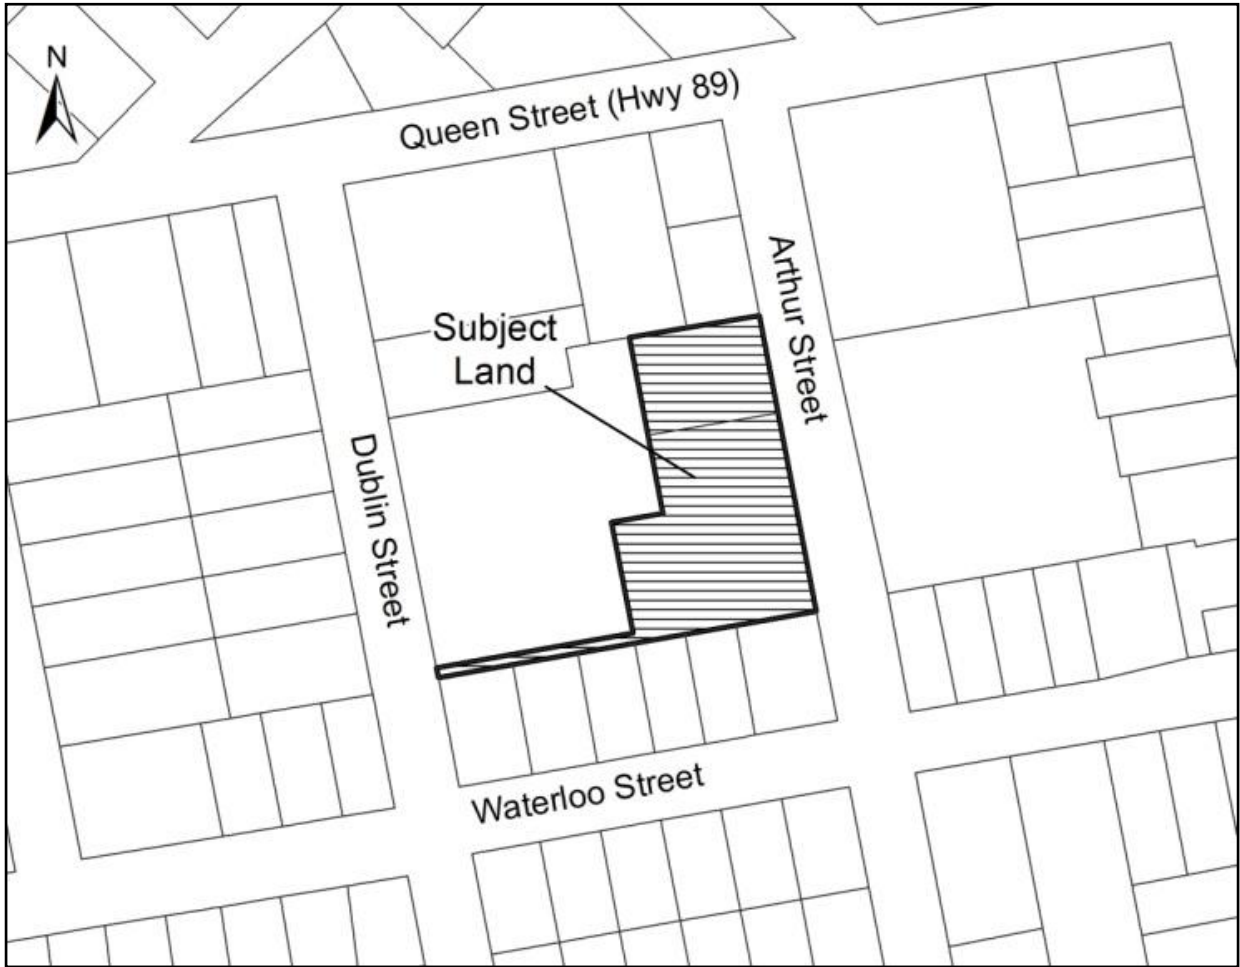 N
Queen Street (Hwy 89)
Arthur Street
Subject
Land
Dublin Street
Waterloo Street